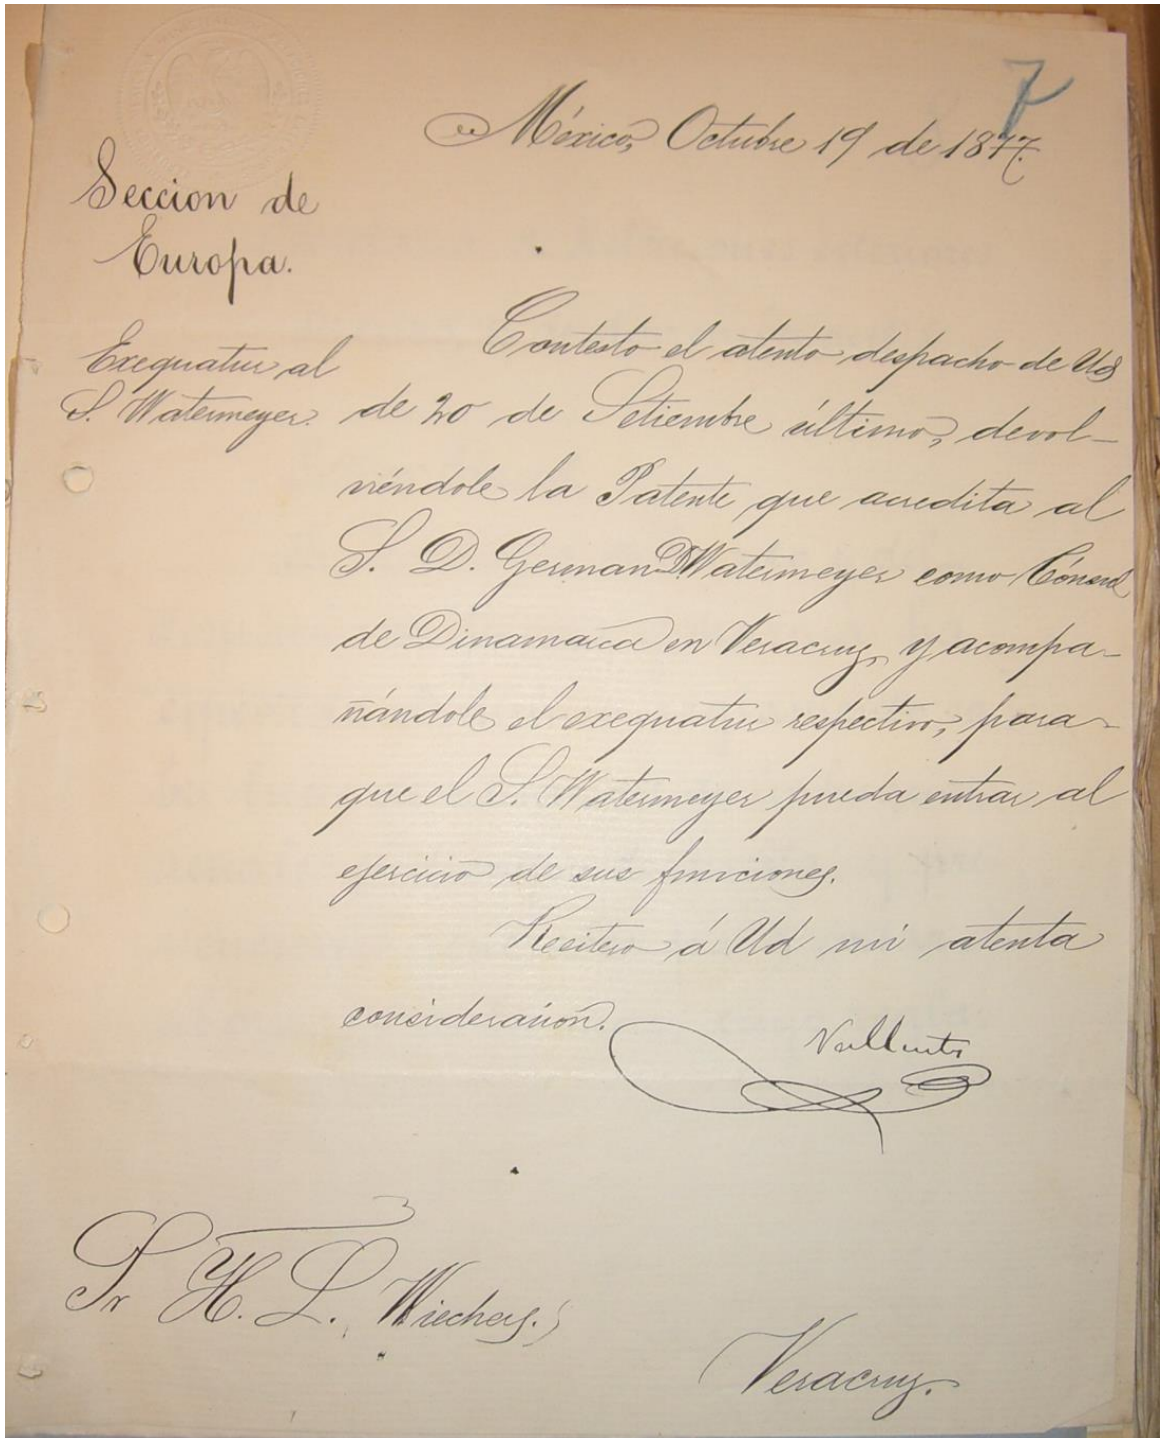 7
México, Octubre 19 de 1877.
Seccion de
Europa.
Exequatur al
S. Watermeyer.
Contesto el atento despacho de Ud
de 20 de Setiembre último, devol-
viéndole la Patente que acredita al
S. D. German D Watermeyer como Cónsul
de Dinamarca en Veracruz, y acompa-
ñándole el exequatur respectivo, para
que el S. Watermeyer pueda entrar al
ejercicio de sus funciones.
Reitero á Ud mi atenta
consideracion.
Vallarta
Sr H. L. Wiechers.
Veracruz.